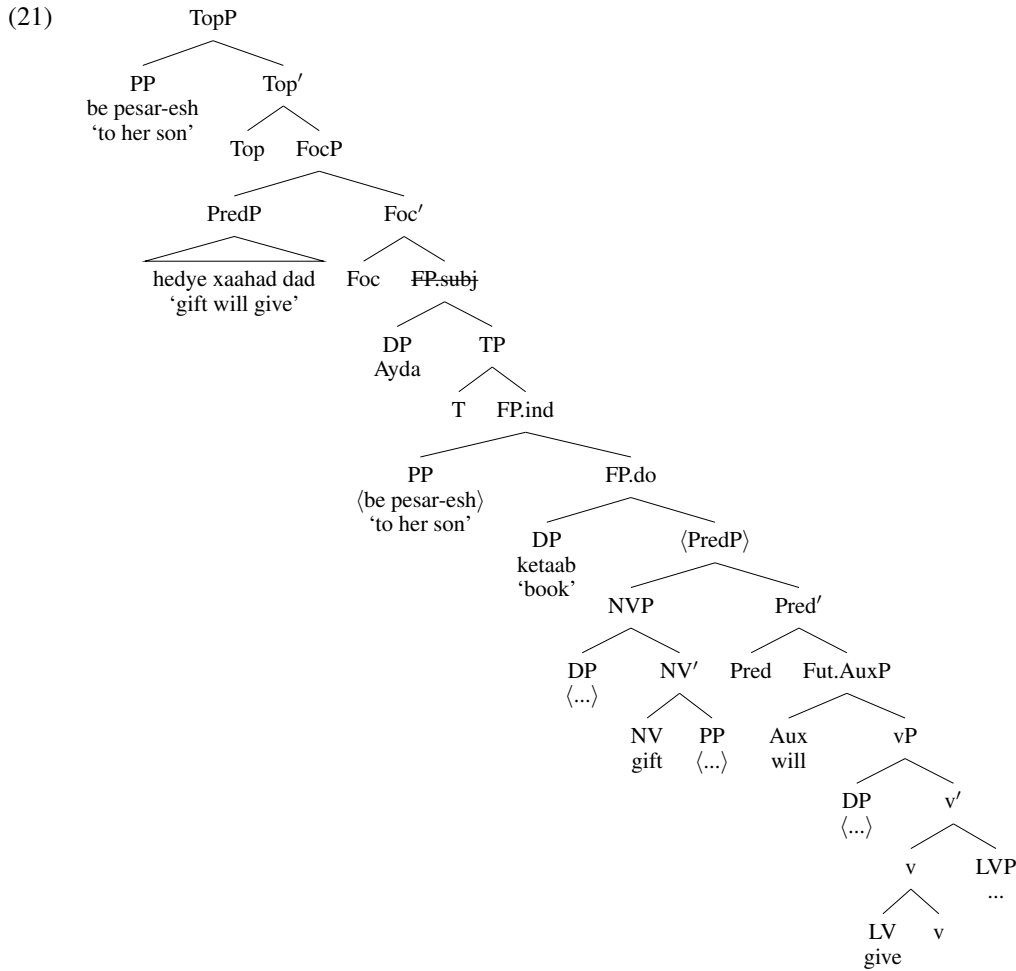 (21)
TopP
PP Top′
be pesar-esh
‘to her son’
Top FocP
PredP Foc′
hedye xaahad dad Foc FP.subj
‘gift will give’
DP TP
Ayda
T FP.ind
PP FP.do
⟨be pesar-esh⟩
‘to her son’
DP ⟨PredP⟩
ketaab
‘book’
NVP Pred′
DP NV′ Pred Fut.AuxP
⟨...⟩
NV PP Aux vP
gift ⟨...⟩ will
DP v′
⟨...⟩
v LVP
...
LV v
give